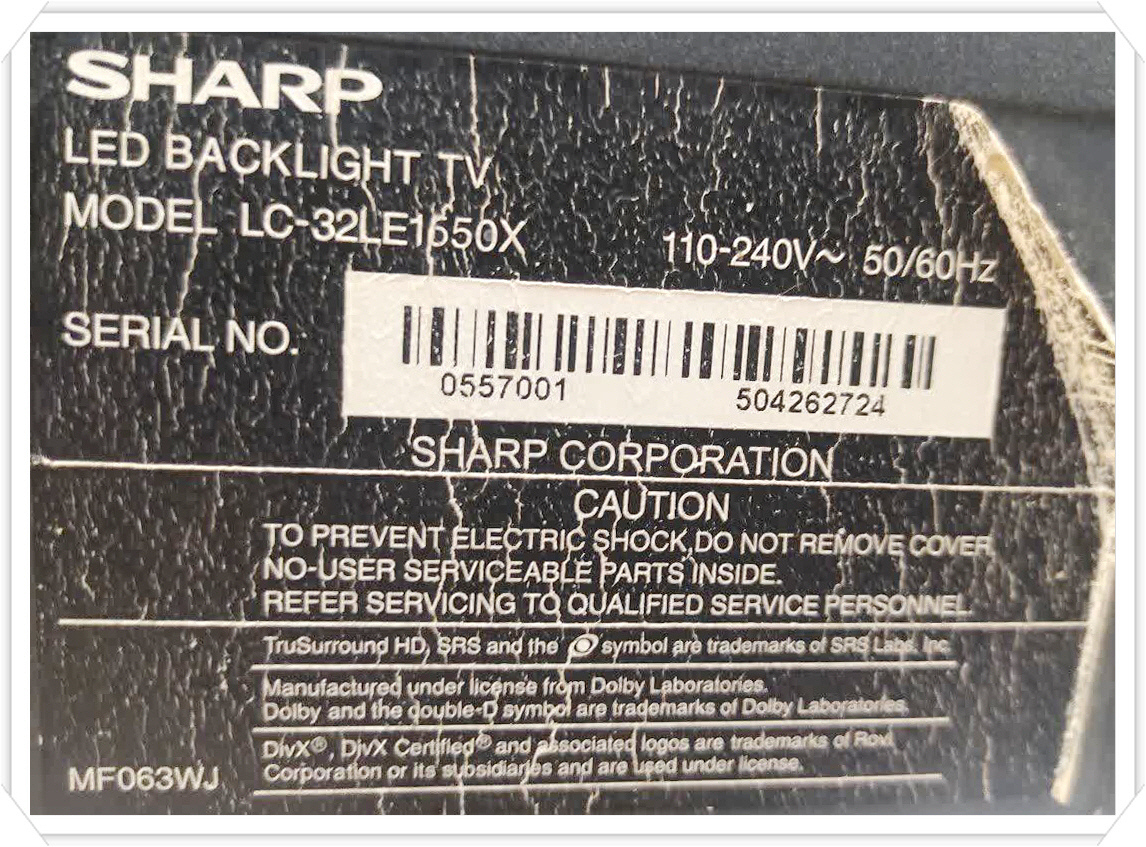 SHARP
LED BACKLIGHT TV
MODEL LC-32LE1550X
110-240V~ 50/60Hz
SERIAL NO.
0557001 504262724
SHARP CORPORATION
CAUTION
TO PREVENT ELECTRIC SHOCK,DO NOT REMOVE COVER.
NO-USER SERVICEABLE PARTS INSIDE.
REFER SERVICING TO QUALIFIED SERVICE PERSONNEL.
TruSurround HD, SRS and the symbol are trademarks of SRS Labs, Inc.
Manufactured under license from Dolby Laboratories.
Dolby and the double-D symbol are trademarks of Dolby Laboratories.
DivX®, DivX Certified® and associated logos are trademarks of Rovi
Corporation or its subsidiaries and are used under license.
MF063WJ